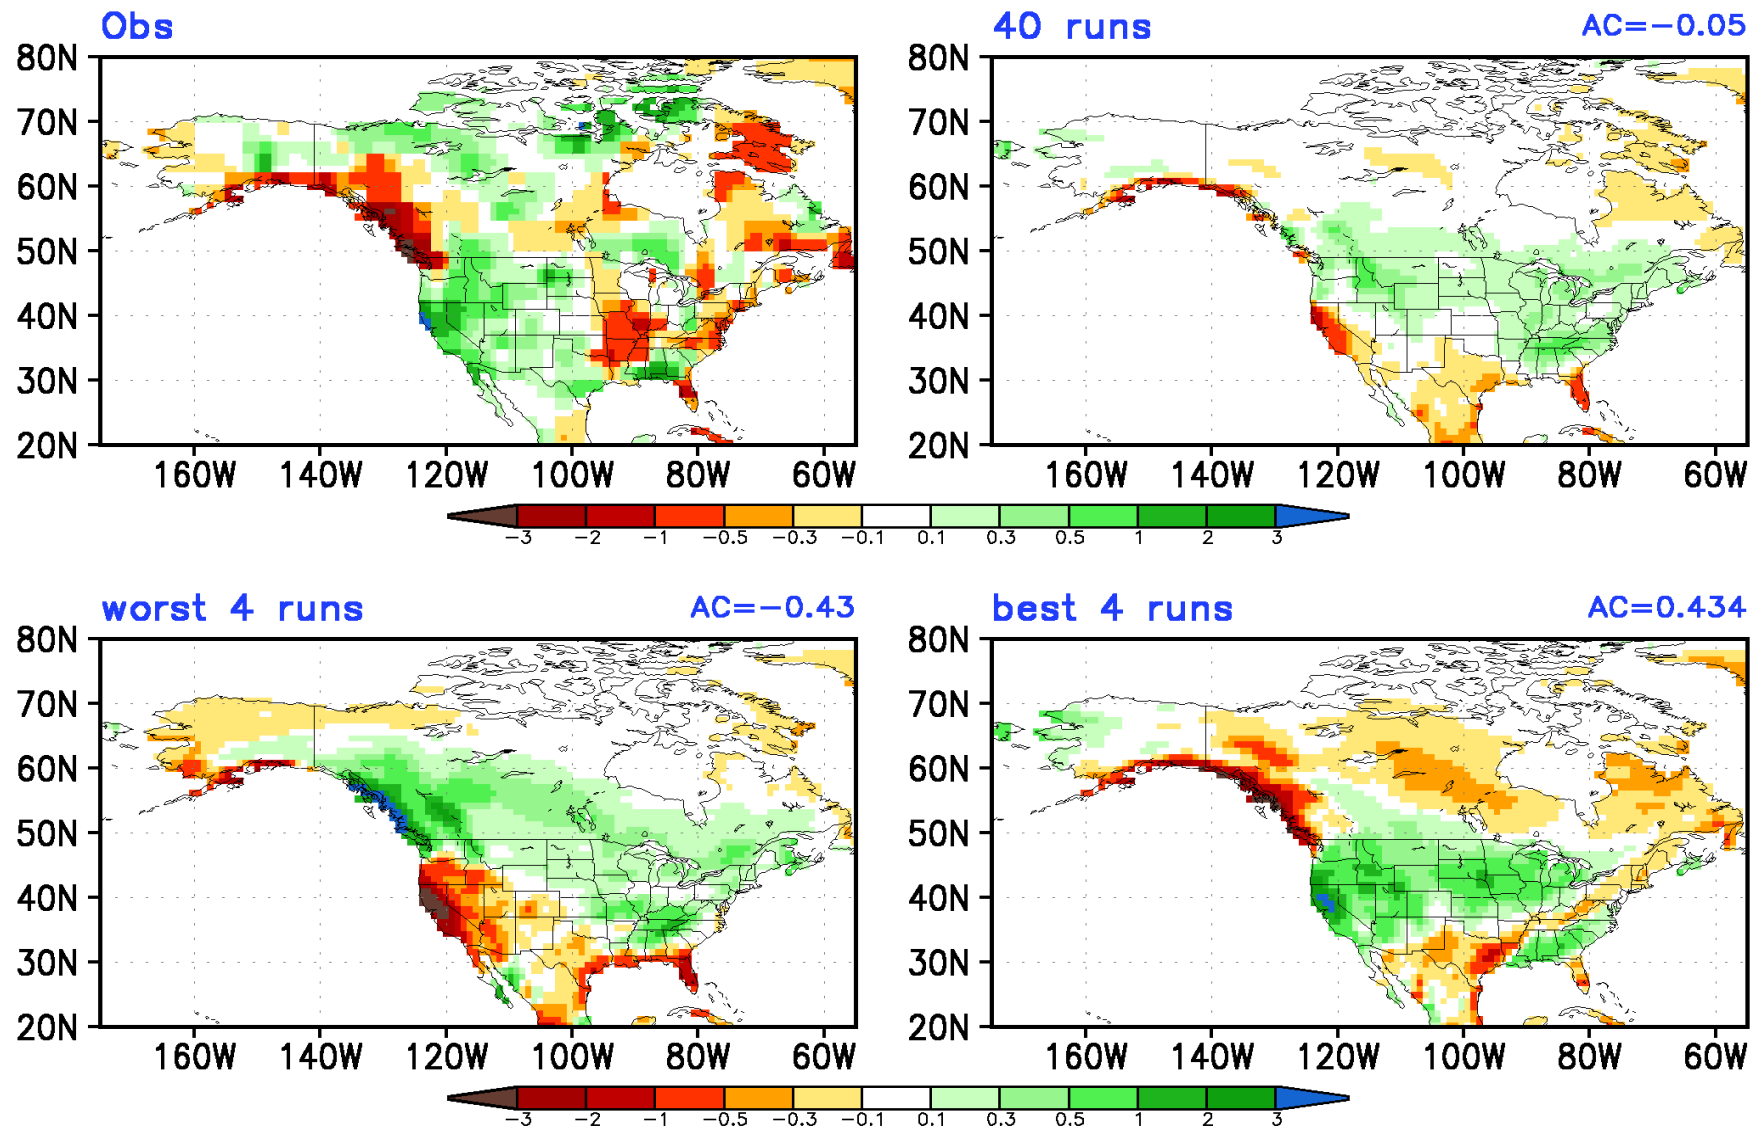 Obs
40 runs AC=−0.05
80N 80N
70N 70N
60N 60N
50N 50N
40N 40N
30N 30N
20N 20N
160W 140W 120W 100W 80W 60W 160W 140W 120W 100W 80W 60W
−3 −2 −1 −0.5 −0.3 −0.1 0.1 0.3 0.5 1 2 3
worst 4 runs AC=−0.43
best 4 runs AC=0.434
80N 80N
70N 70N
60N 60N
50N 50N
40N 40N
30N 30N
20N 20N
160W 140W 120W 100W 80W 60W 160W 140W 120W 100W 80W 60W
−3 −2 −1 −0.5 −0.3 −0.1 0.1 0.3 0.5 1 2 3